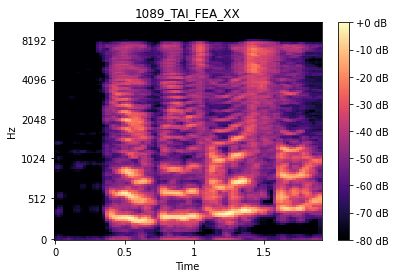 1089_TAI_FEA_XX
8192
4096
2048
1024
512
0
Hz
0
0.5
1
1.5
Time
+0 dB
-10 dB
-20 dB
-30 dB
-40 dB
-50 dB
-60 dB
-70 dB
-80 dB